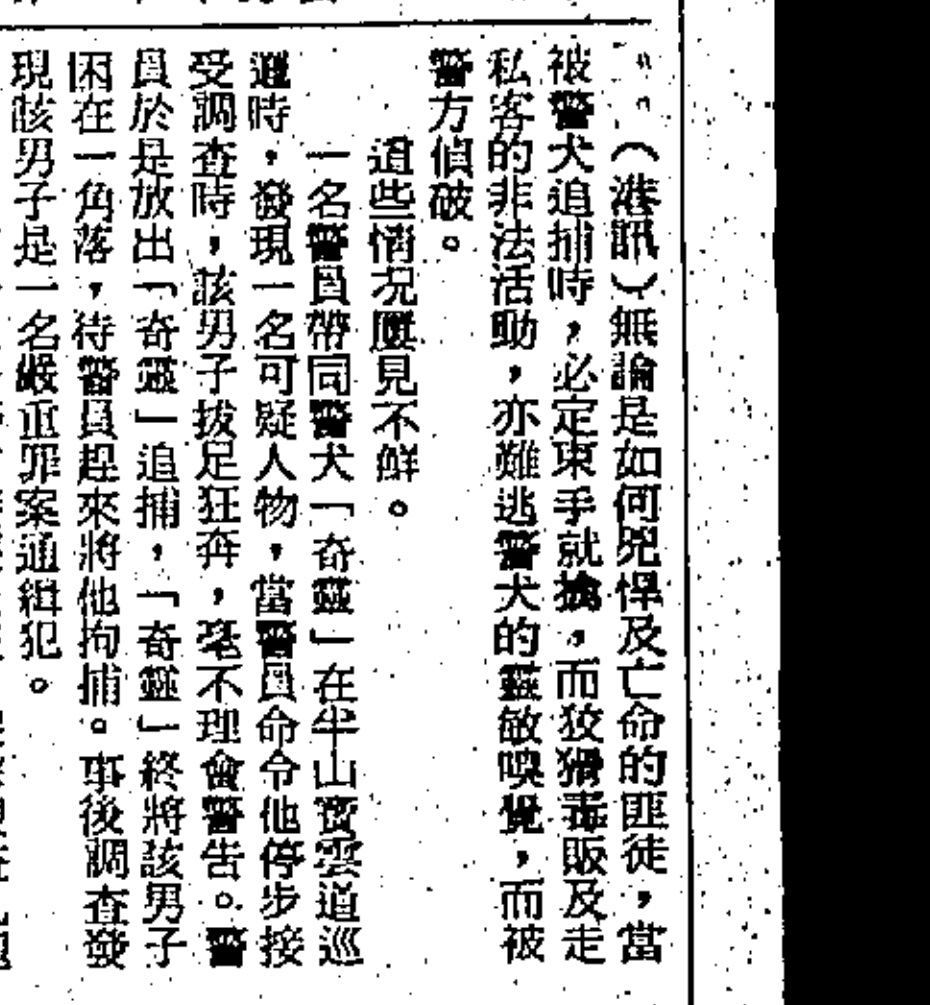 (港訊)無論是如何兇悍及亡命的匪徒,當
被警犬追捕時,必定束手就擒。而狡猾毒販及走
私客的非法活動,亦難逃警犬的靈敏嗅覺,而被
警方偵破。
這些情况屢見不鮮。
一名警員帶同警犬「奇靈」在半山寶雲道巡
邏時,發現一名可疑人物,當警員命令他停步接
受調查時,該男子拔足狂奔,毫不理會警告。警
員於是放出「奇靈」追捕,「奇靈」終將該男子
困在一角落,待警員趕來將他拘捕。事後調查發
現該男子是一名嚴重罪案通緝犯。